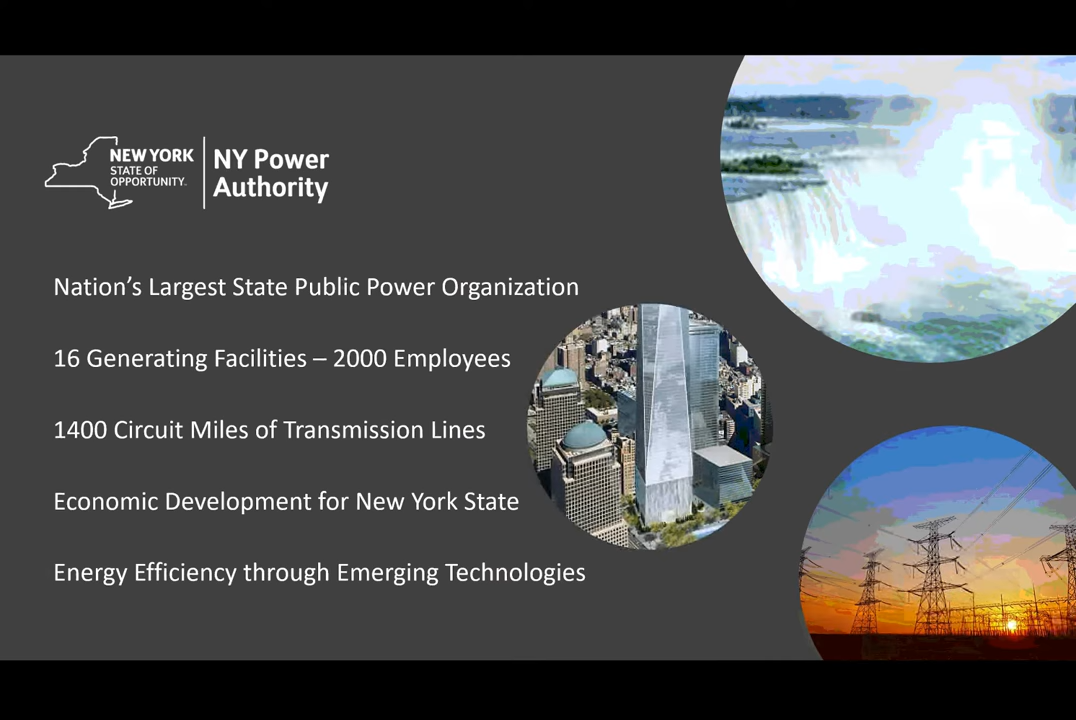 NEW YORK
STATE OF
OPPORTUNITY™
NY Power
Authority
Nation’s Largest State Public Power Organization
16 Generating Facilities – 2000 Employees
1400 Circuit Miles of Transmission Lines
Economic Development for New York State
Energy Efficiency through Emerging Technologies